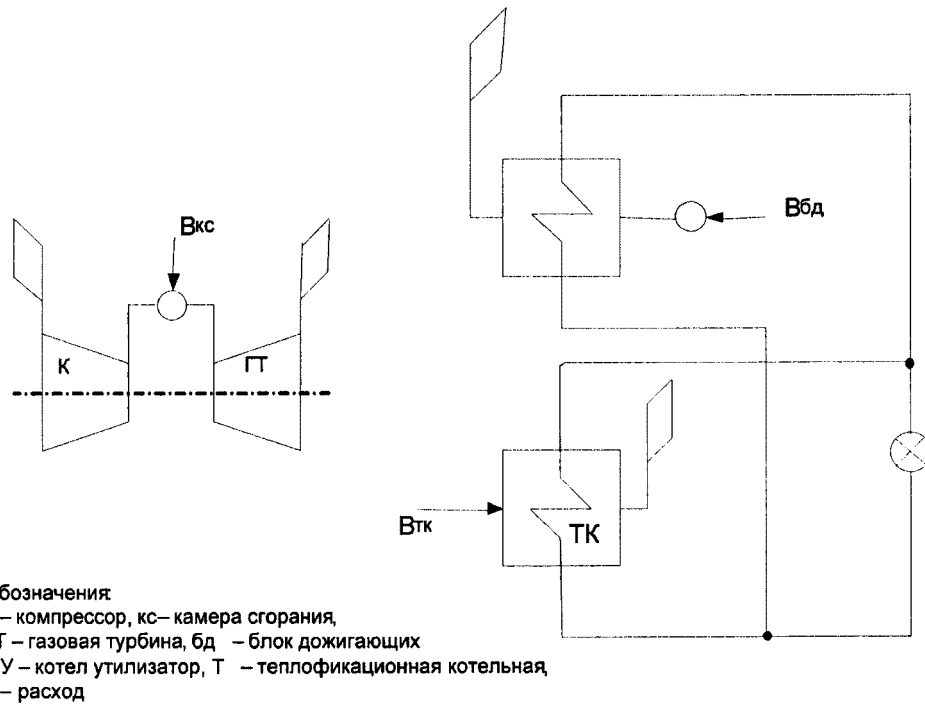 Вкс
Вбд
К
ГТ
Втк
ТК
бозначения:
– компрессор, кс– камера сгорания,
Т – газовая турбина, бд – блок дожигающих
У – котел утилизатор, Т – теплофикационная котельная,
– расход